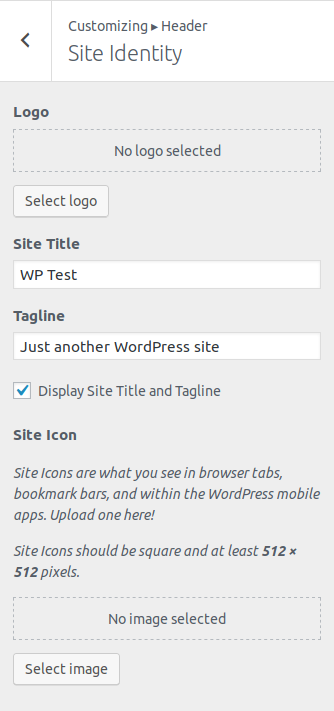 Customizing ▸ Header
Site Identity
Logo
No logo selected
Select logo
Site Title
WP Test
Tagline
Just another WordPress site
Display Site Title and Tagline
Site Icon
Site Icons are what you see in browser tabs,
bookmark bars, and within the WordPress mobile
apps. Upload one here!
Site Icons should be square and at least 512 ×
512 pixels.
No image selected
Select image